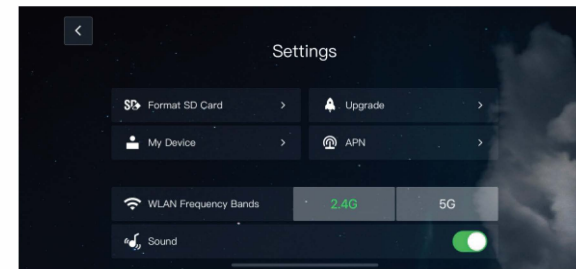 Settings
Format SD Card
Upgrade
My Device
APN
WLAN Frequency Bands 2.4G 5G
Sound